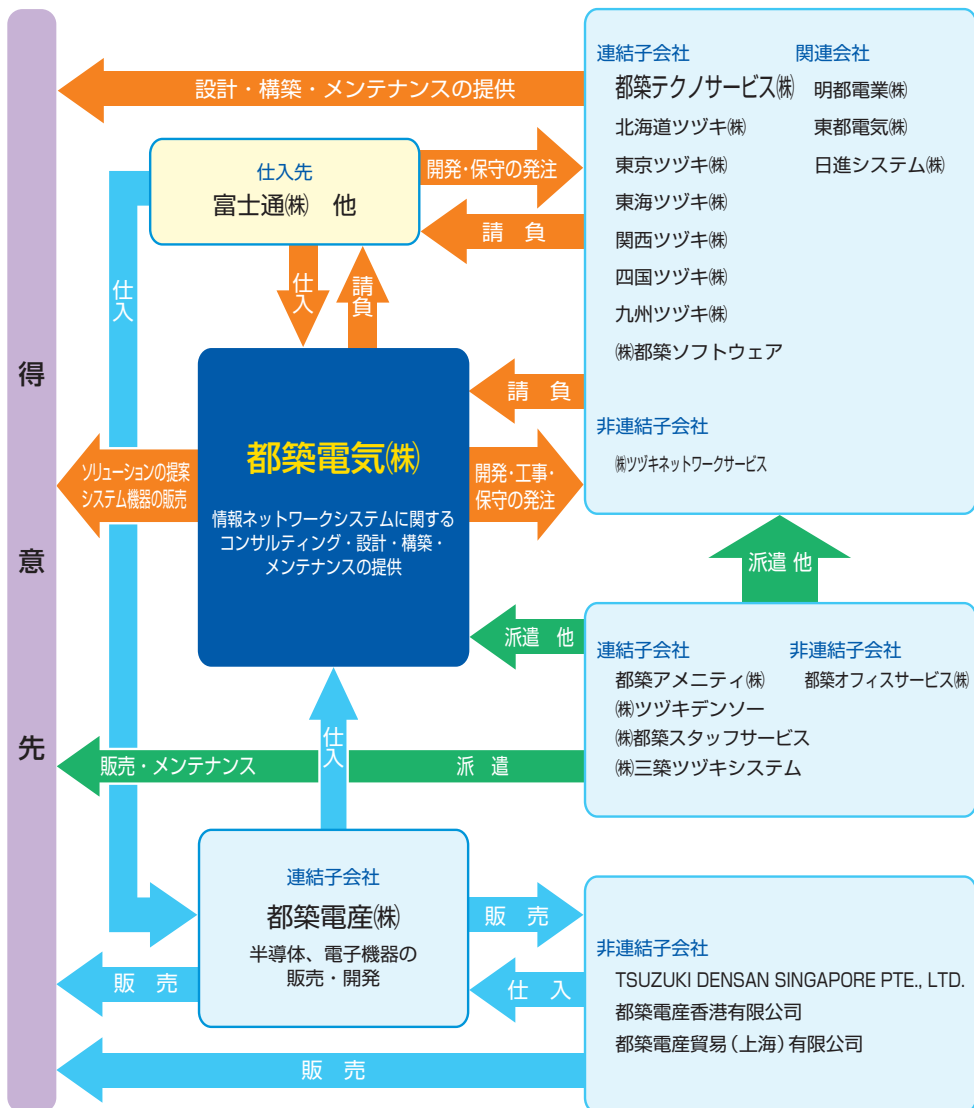 得意先
設計・構築・メンテナンスの提供
仕入先
富士通㈱　他
開発・保守の発注
請　負
仕入
仕入
請負
連結子会社
都築テクノサービス㈱
北海道ツヅキ㈱
東京ツヅキ㈱
東海ツヅキ㈱
関西ツヅキ㈱
四国ツヅキ㈱
九州ツヅキ㈱
㈱都築ソフトウェア
関連会社
明都電業㈱
東都電気㈱
日進システム㈱
非連結子会社
㈱ツヅキネットワークサービス
請　負
都築電気㈱
情報ネットワークシステムに関する
コンサルティング・設計・構築・
メンテナンスの提供
ソリューションの提案
システム機器の販売
開発・工事・
保守の発注
派遣 他
派遣　他
連結子会社
都築アメニティ㈱
㈱ツヅキデンソー
㈱都築スタッフサービス
㈱三築ツヅキシステム
非連結子会社
都築オフィスサービス㈱
仕入
販売・メンテナンス
派　遣
連結子会社
都築電産㈱
半導体、電子機器の
販売・開発
販　売
仕　入
販　売
販　売
非連結子会社
TSUZUKI DENSAN SINGAPORE PTE., LTD.
都築電産香港有限公司
都築電産貿易（上海）有限公司